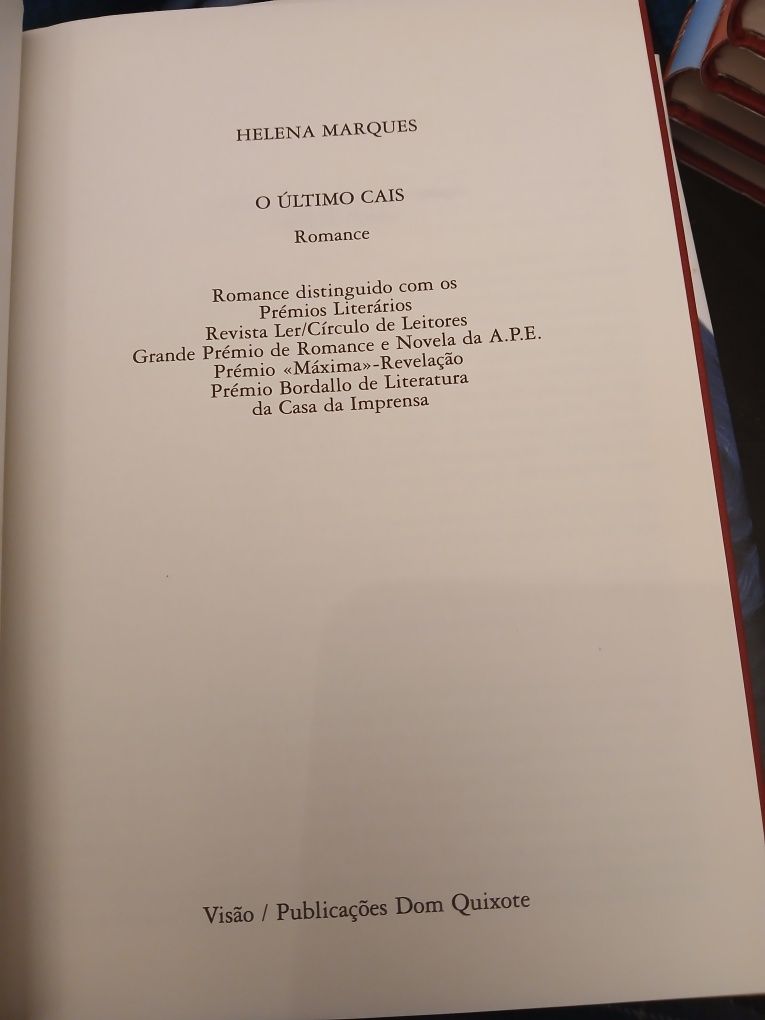 HELENA MARQUES
O ÚLTIMO CAIS
Romance
Romance distinguido com os
Prémios Literários
Revista Ler/Círculo de Leitores
Grande Prémio de Romance e Novela da A.P.E.
Prémio «Máxima»-Revelação
Prémio Bordallo de Literatura
da Casa da Imprensa
Visão / Publicações Dom Quixote